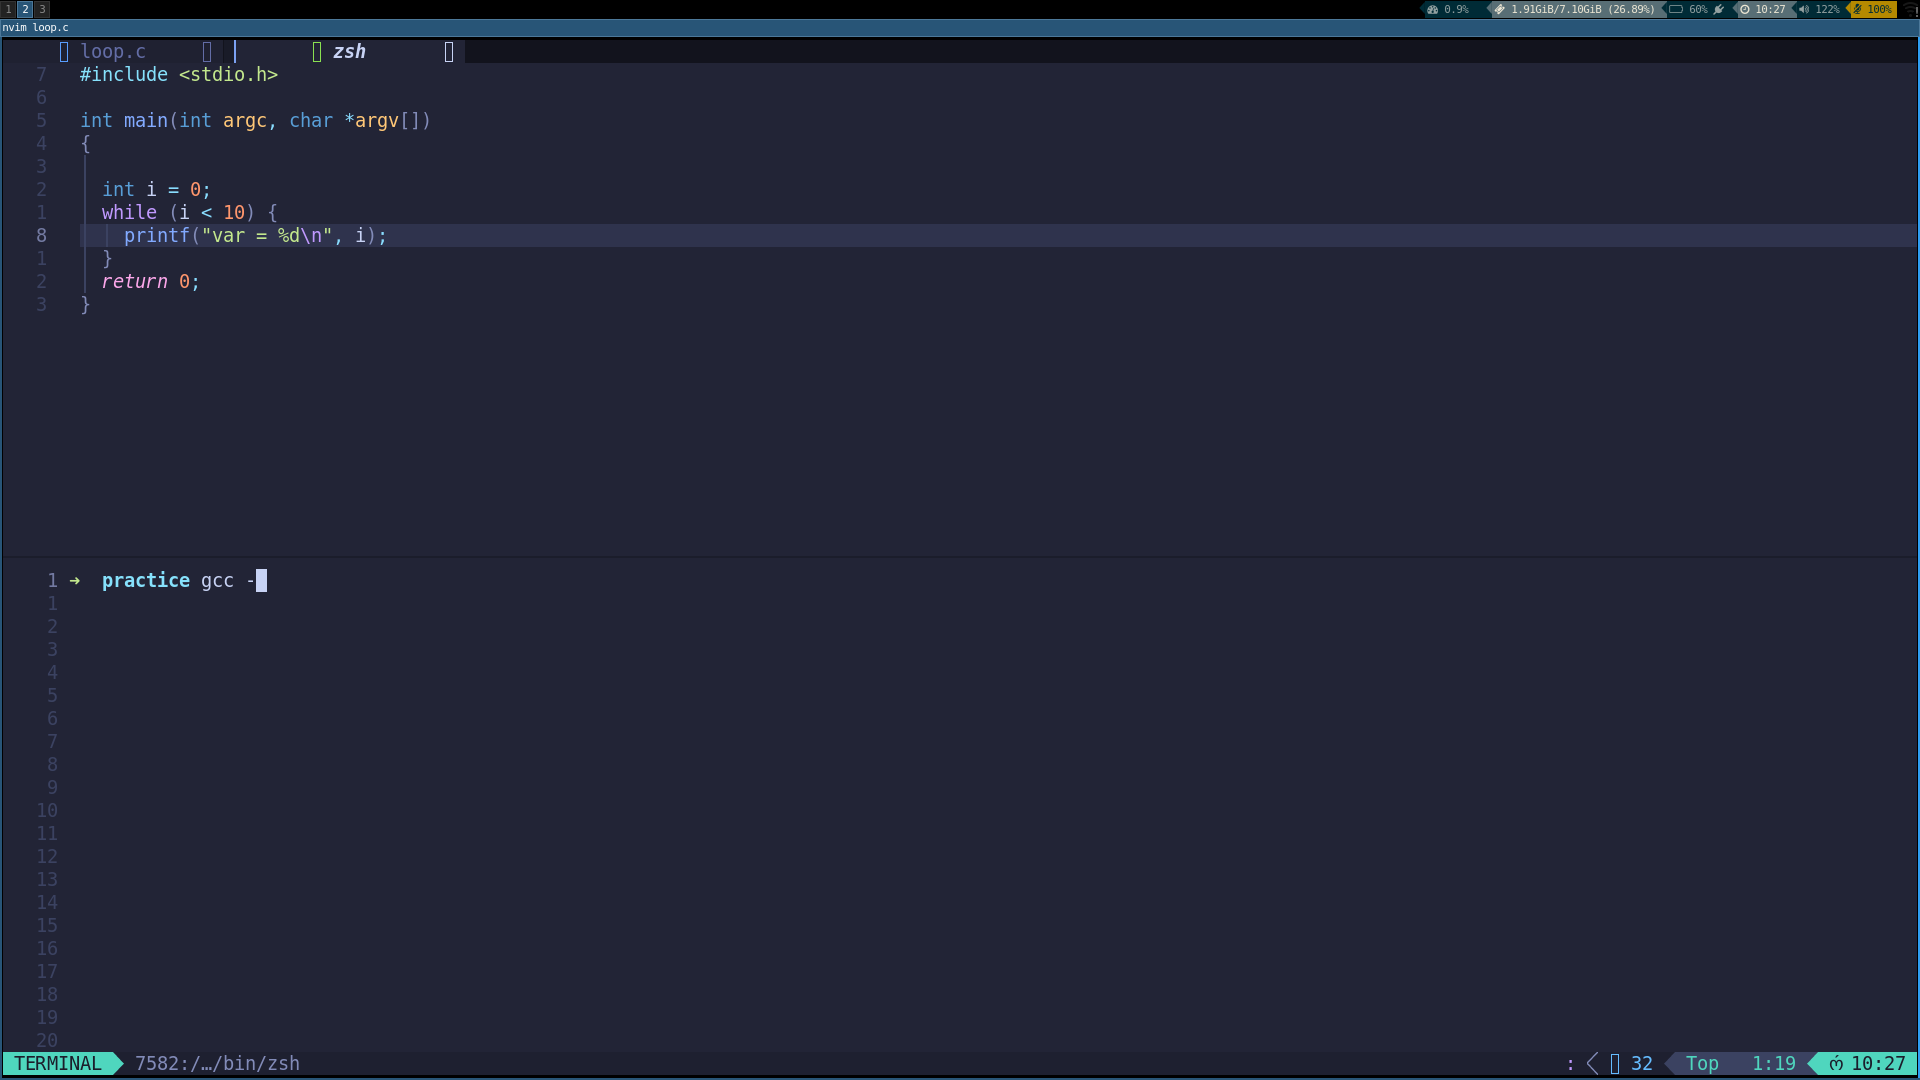 1 2 3 0.9% 1.91GiB/7.10GiB (26.89%) 60% 10:27 122% 100%
nvim loop.c
loop.c zsh
7 #include <stdio.h>
6
5 int main(int argc, char *argv[])
4 {
3
2 int i = 0;
1 while (i < 10) {
8 printf("var = %d\n", i);
1 }
2 return 0;
3 }
1 ➜ practice gcc -
1
2
3
4
5
6
7
8
9
10
11
12
13
14
15
16
17
18
19
20
TERMINAL 7582:/…/bin/zsh : 32 Top 1:19 10:27